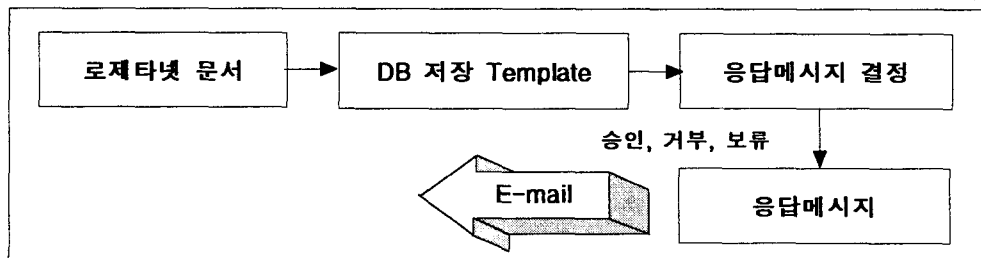 로제타넷 문서
DB 저장 Template
응답메시지 결정
승인, 거부, 보류
E-mail
응답메시지